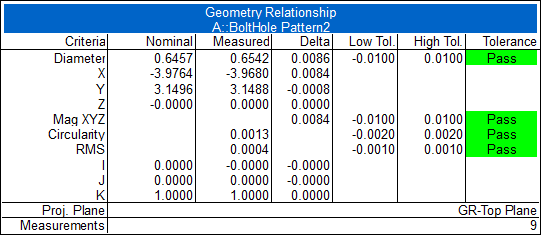 Geometry Relationship
A::BoltHole Pattern2
Criteria Nominal Measured Delta Low Tol. High Tol. Tolerance
Diameter 0.6457 0.6542 0.0086 -0.0100 0.0100 Pass
X -3.9764 -3.9680 0.0084
Y 3.1496 3.1488 -0.0008
Z -0.0000 0.0000 0.0000
Mag XYZ 0.0084 -0.0100 0.0100 Pass
Circularity 0.0013 -0.0020 0.0020 Pass
RMS 0.0004 -0.0010 0.0010 Pass
I 0.0000 -0.0000 -0.0000
J 0.0000 -0.0000 -0.0000
K 1.0000 1.0000 0.0000
Proj. Plane GR-Top Plane
Measurements 9